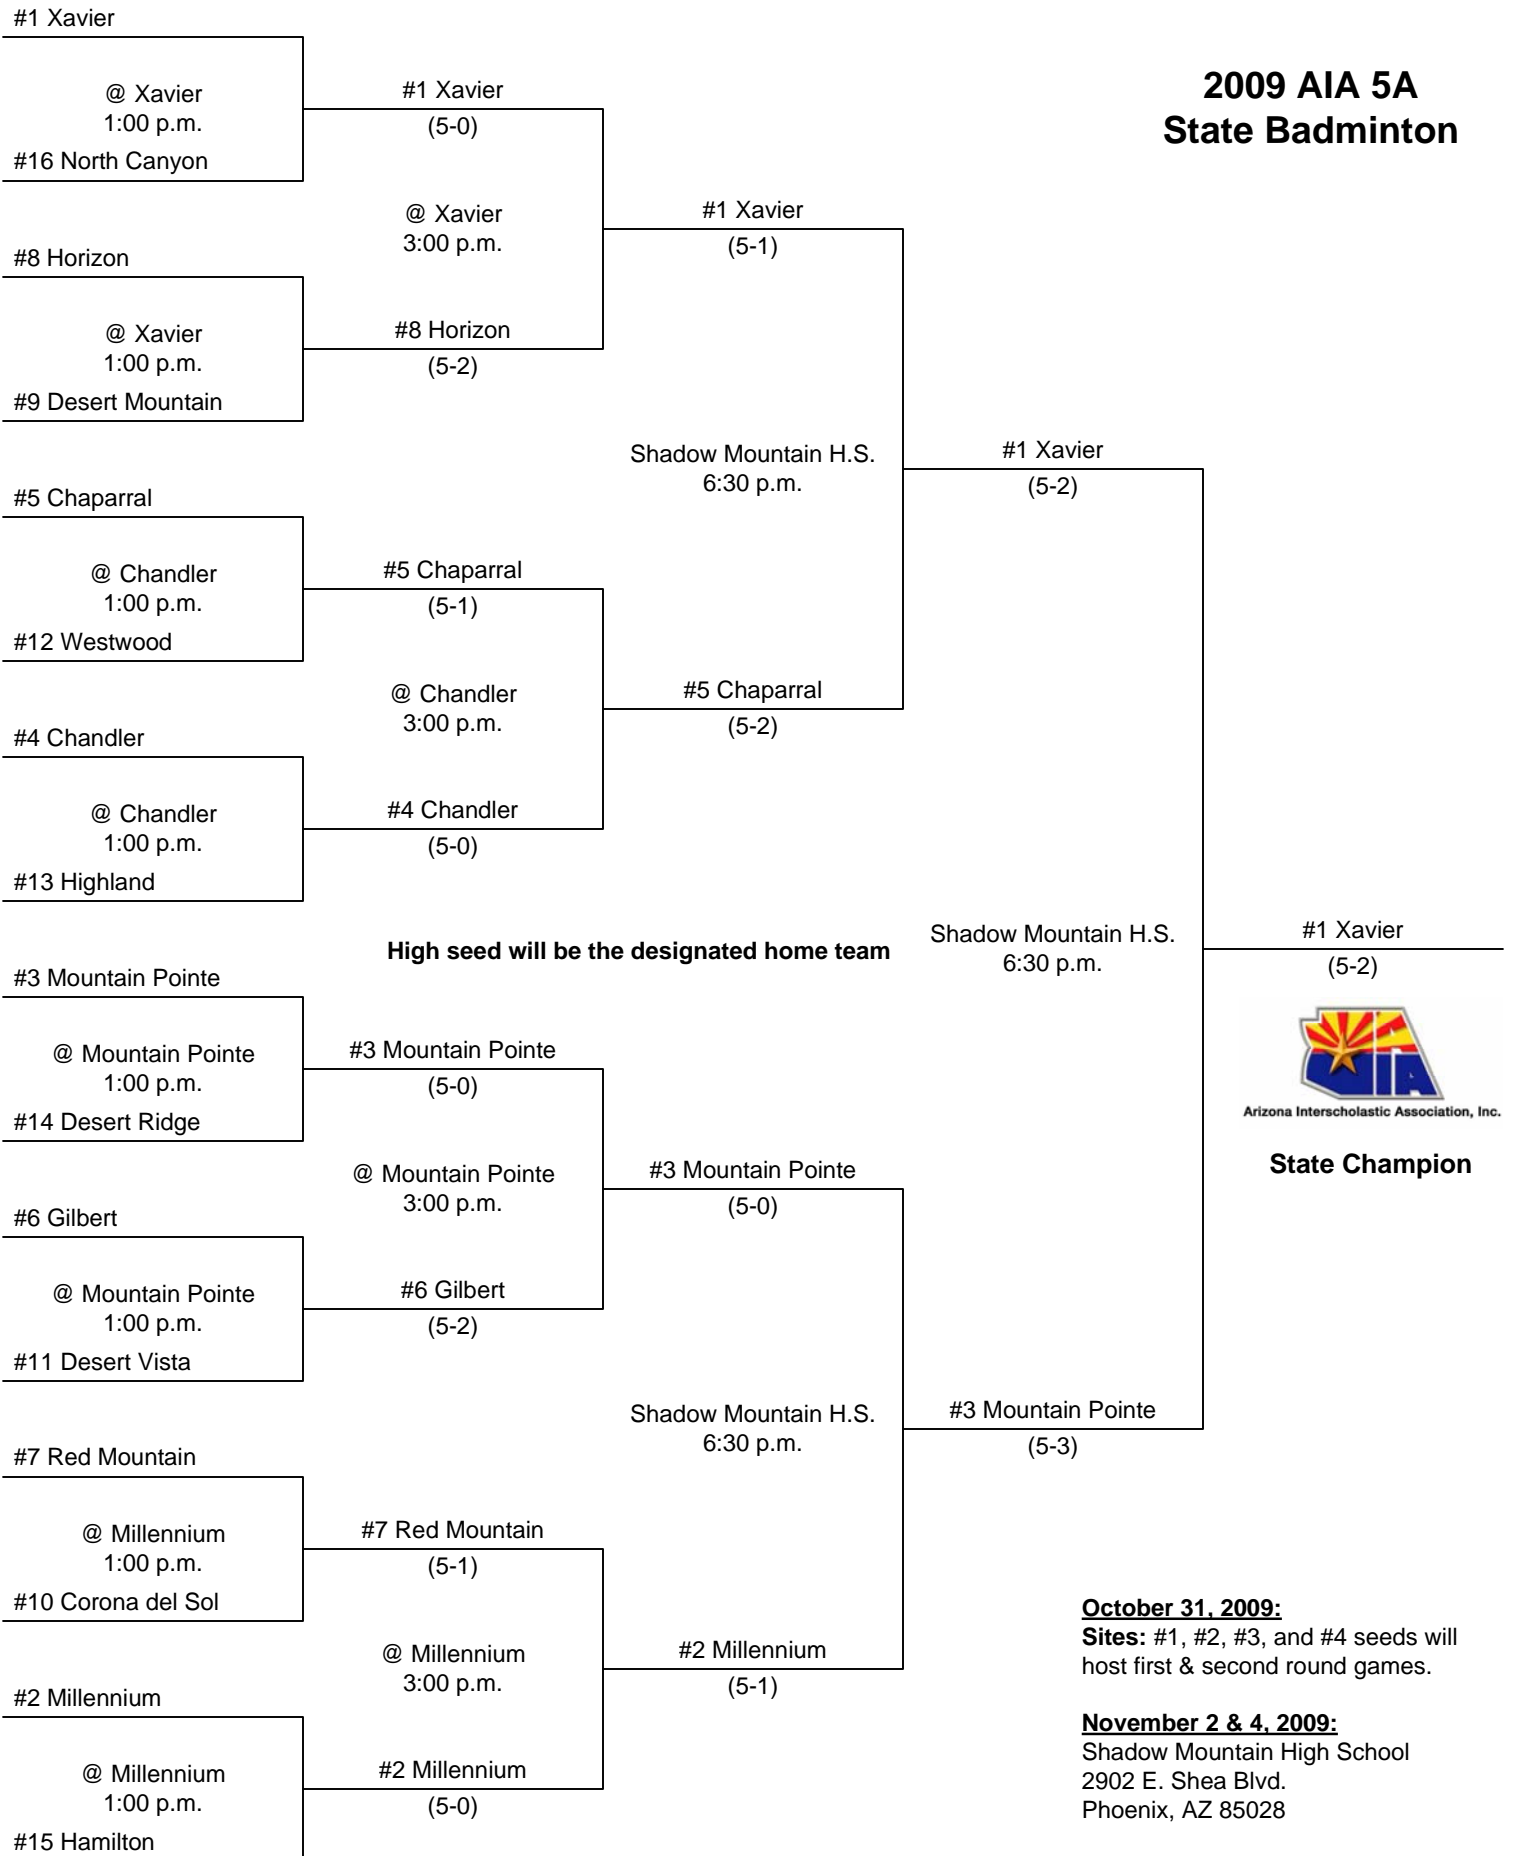 #1 Xavier
@ Xavier
1:00 p.m.
#16 North Canyon
#8 Horizon
@ Xavier
1:00 p.m.
#9 Desert Mountain
#5 Chaparral
@ Chandler
1:00 p.m.
#12 Westwood
#4 Chandler
@ Chandler
1:00 p.m.
#13 Highland
#3 Mountain Pointe
@ Mountain Pointe
1:00 p.m.
#14 Desert Ridge
#6 Gilbert
@ Mountain Pointe
1:00 p.m.
#11 Desert Vista
#7 Red Mountain
@ Millennium
1:00 p.m.
#10 Corona del Sol
#2 Millennium
@ Millennium
1:00 p.m.
#15 Hamilton
#1 Xavier
(5-0)
@ Xavier
3:00 p.m.
#8 Horizon
(5-2)
#5 Chaparral
(5-1)
@ Chandler
3:00 p.m.
#4 Chandler
(5-0)
High seed will be the designated home team
#3 Mountain Pointe
(5-0)
@ Mountain Pointe
3:00 p.m.
#6 Gilbert
(5-2)
#7 Red Mountain
(5-1)
@ Millennium
3:00 p.m.
#2 Millennium
(5-0)
#1 Xavier
(5-1)
Shadow Mountain H.S.
6:30 p.m.
#5 Chaparral
(5-2)
#3 Mountain Pointe
(5-0)
Shadow Mountain H.S.
6:30 p.m.
#2 Millennium
(5-1)
#1 Xavier
(5-2)
Shadow Mountain H.S.
6:30 p.m.
#3 Mountain Pointe
(5-3)
2009 AIA 5A
State Badminton
#1 Xavier
(5-2)
AIA
Arizona Interscholastic Association, Inc.
State Champion
October 31, 2009:
Sites: #1, #2, #3, and #4 seeds will
host first & second round games.
November 2 & 4, 2009:
Shadow Mountain High School
2902 E. Shea Blvd.
Phoenix, AZ 85028